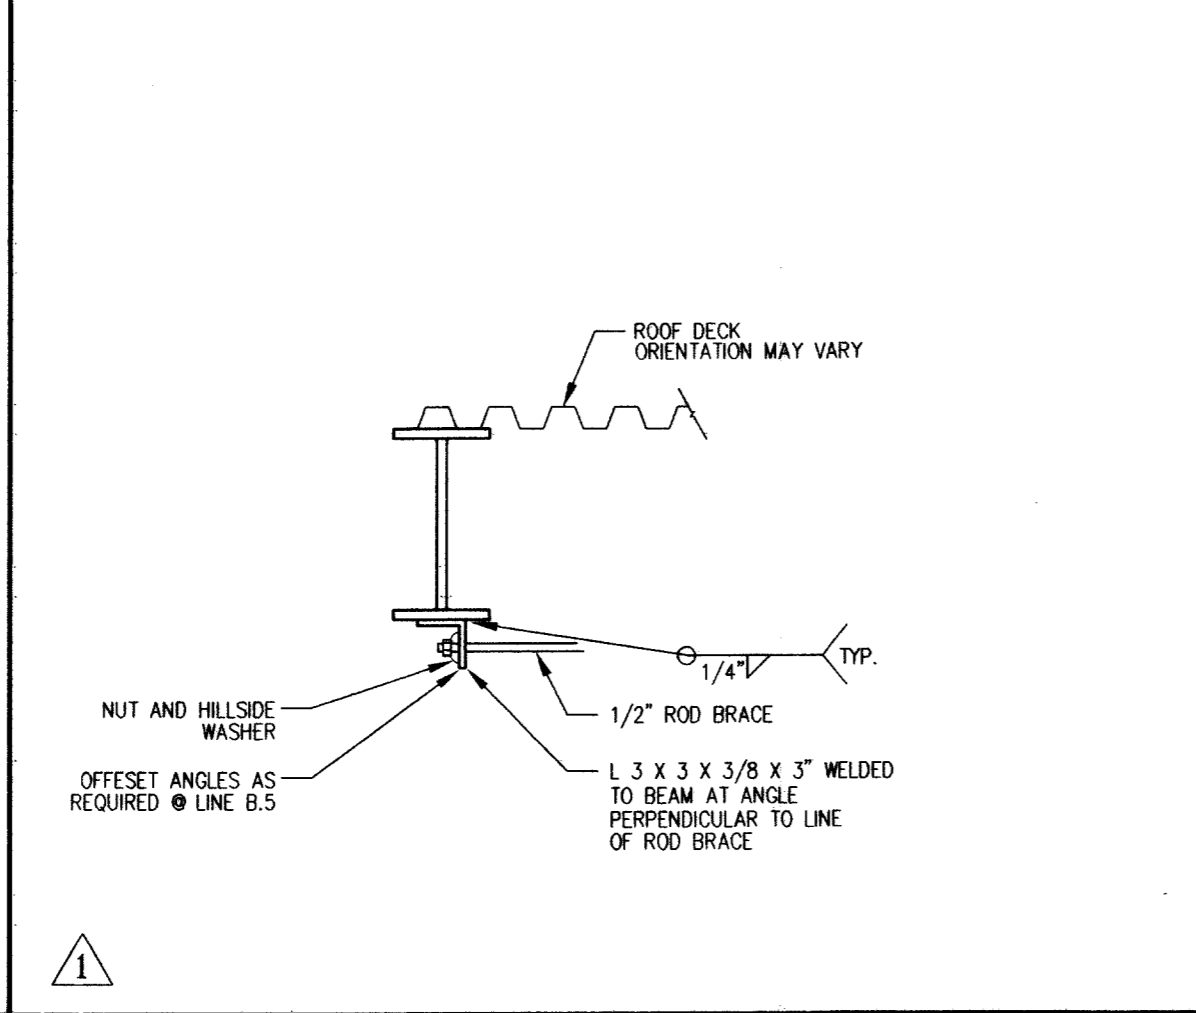 ROOF DECK
ORIENTATION MAY VARY
1/4"
TYP.
NUT AND HILLSIDE
WASHER
1/2" ROD BRACE
OFFESET ANGLES AS
REQUIRED @ LINE B.5
L 3 X 3 X 3/8 X 3" WELDED
TO BEAM AT ANGLE
PERPENDICULAR TO LINE
OF ROD BRACE
1